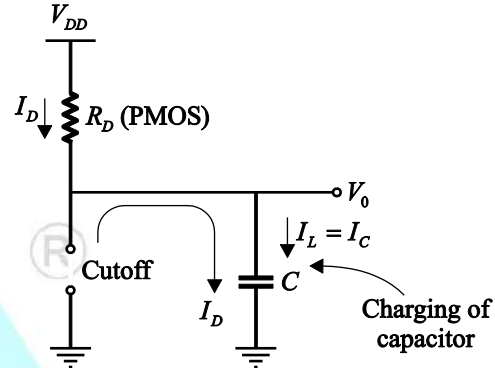 V_DD
I_D
R_D (PMOS)
V_0
I_L = I_C
®
Cutoff
C
I_D
Charging of
capacitor